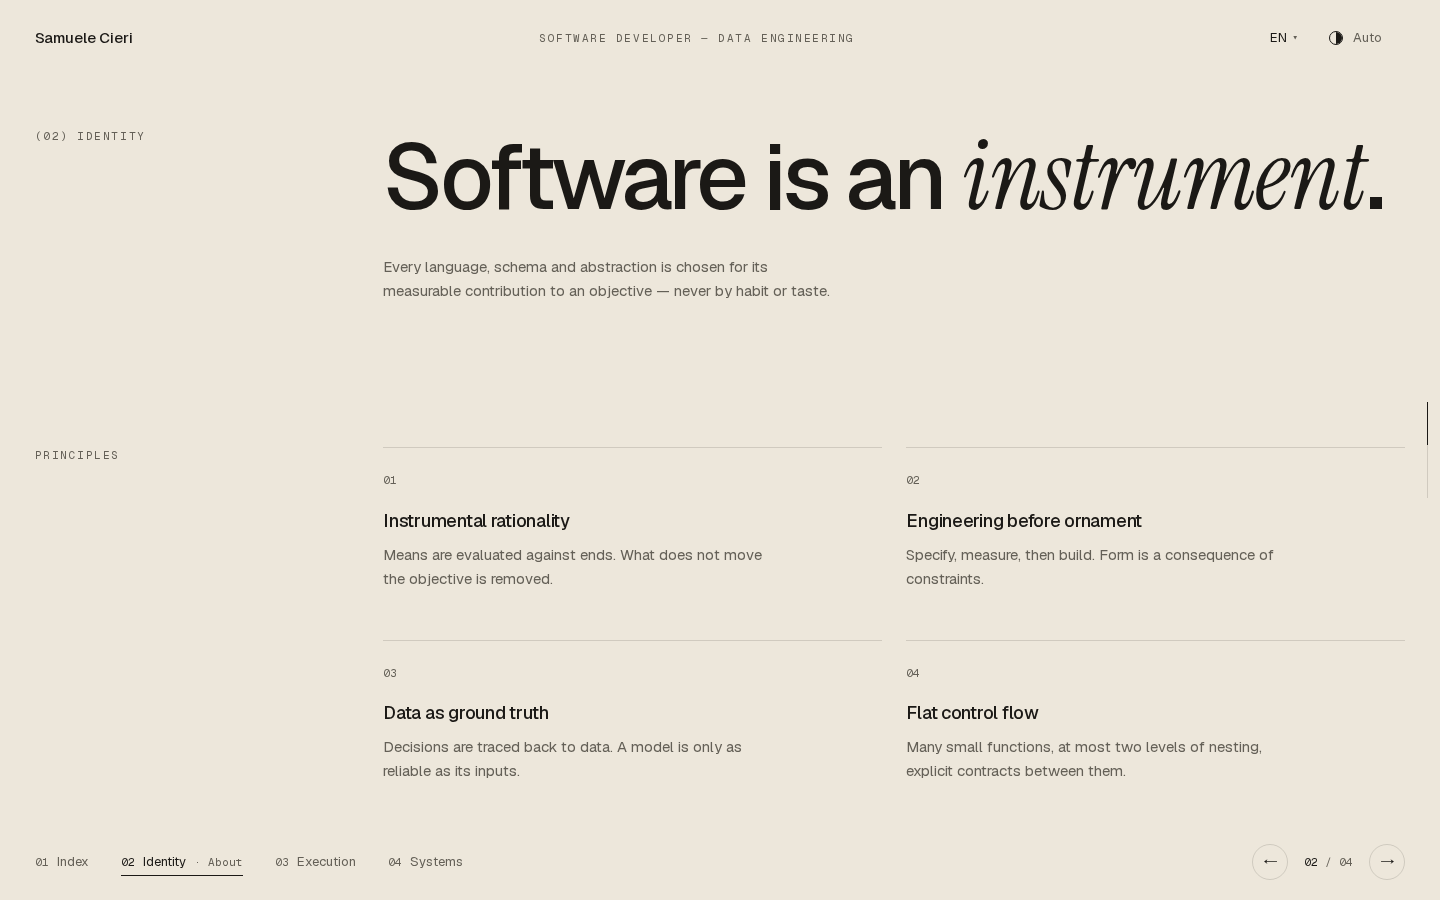 Samuele Cieri
SOFTWARE DEVELOPER — DATA ENGINEERING
EN ▾
Auto
(02) IDENTITY
Software is an instrument.
Every language, schema and abstraction is chosen for its
measurable contribution to an objective — never by habit or taste.
PRINCIPLES
01
Instrumental rationality
Means are evaluated against ends. What does not move
the objective is removed.
02
Engineering before ornament
Specify, measure, then build. Form is a consequence of
constraints.
03
Data as ground truth
Decisions are traced back to data. A model is only as
reliable as its inputs.
04
Flat control flow
Many small functions, at most two levels of nesting,
explicit contracts between them.
01 Index
02 Identity · About
03 Execution
04 Systems
← 02 / 04 →